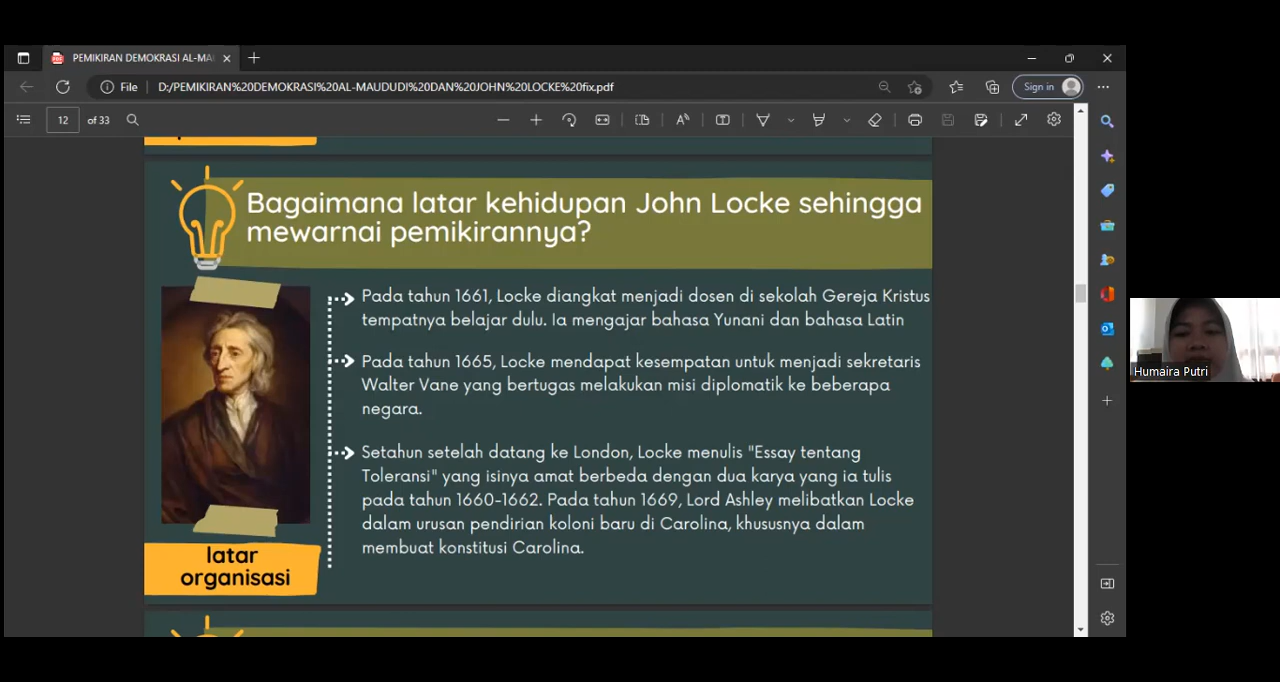 PEMIKIRAN DEMOKRASI AL-MA
File
D:/PEMIKIRAN%20DEMOKRASI%20AL-MAUDUDI%20DAN%20JOHN%20LOCKE%20fix.pdf
Sign in
12 of 33
Bagaimana latar kehidupan John Locke sehingga
mewarnai pemikirannya?
Pada tahun 1661, Locke diangkat menjadi dosen di sekolah Gereja Kristus
tempatnya belajar dulu. Ia mengajar bahasa Yunani dan bahasa Latin
Pada tahun 1665, Locke mendapat kesempatan untuk menjadi sekretaris
Walter Vane yang bertugas melakukan misi diplomatik ke beberapa
negara.
Setahun setelah datang ke London, Locke menulis "Essay tentang
Toleransi" yang isinya amat berbeda dengan dua karya yang ia tulis
pada tahun 1660-1662. Pada tahun 1669, Lord Ashley melibatkan Locke
dalam urusan pendirian koloni baru di Carolina, khususnya dalam
membuat konstitusi Carolina.
latar
organisasi
Humaira Putri